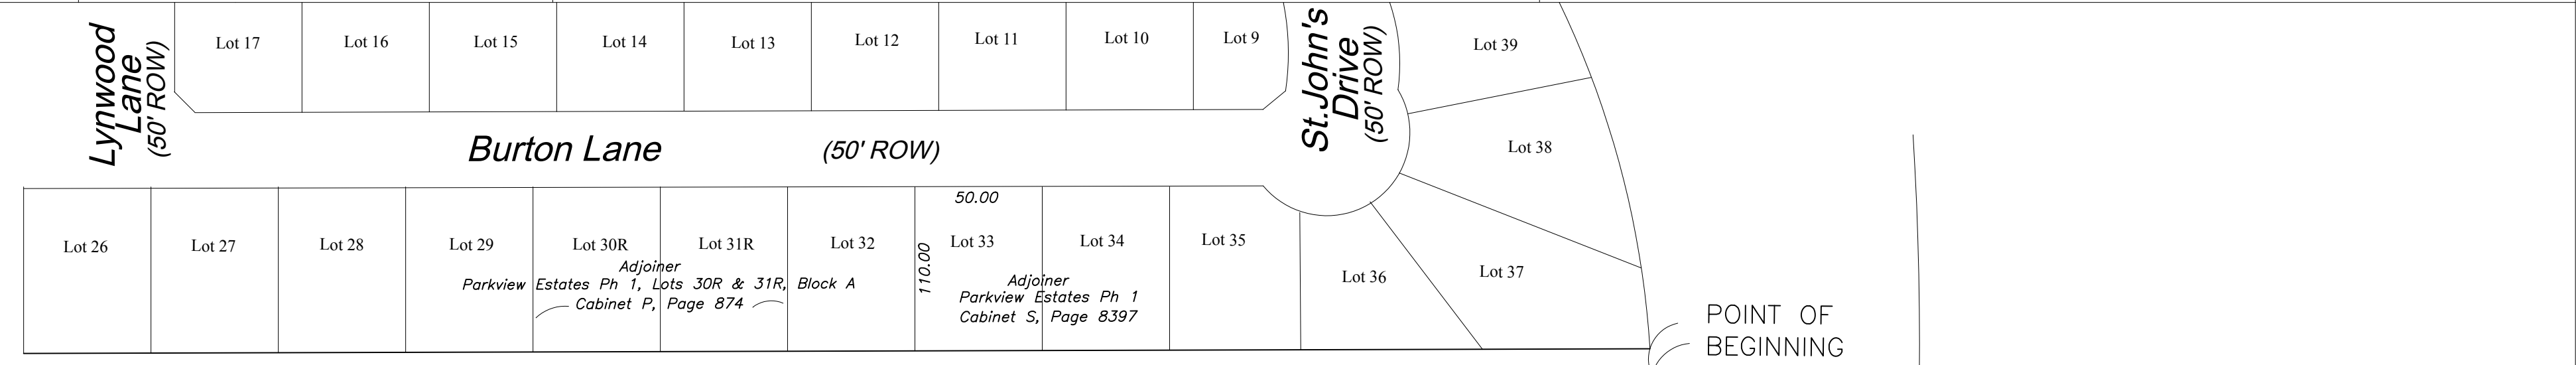 Lynwood
Lane
(50' ROW)
Lot 17
Lot 16
Lot 15
Lot 14
Lot 13
Lot 12
Lot 11
Lot 10
Lot 9
St.John's
Drive
(50' ROW)
Lot 39
Lot 38
Burton Lane
(50' ROW)
50.00
110.00
Lot 26
Lot 27
Lot 28
Lot 29
Lot 30R
Lot 31R
Lot 32
Lot 33
Lot 34
Lot 35
Lot 36
Lot 37
Adjoiner
Parkview Estates Ph 1, Lots 30R & 31R, Block A
Cabinet P, Page 874
Adjoiner
Parkview Estates Ph 1
Cabinet S, Page 8397
POINT OF
BEGINNING